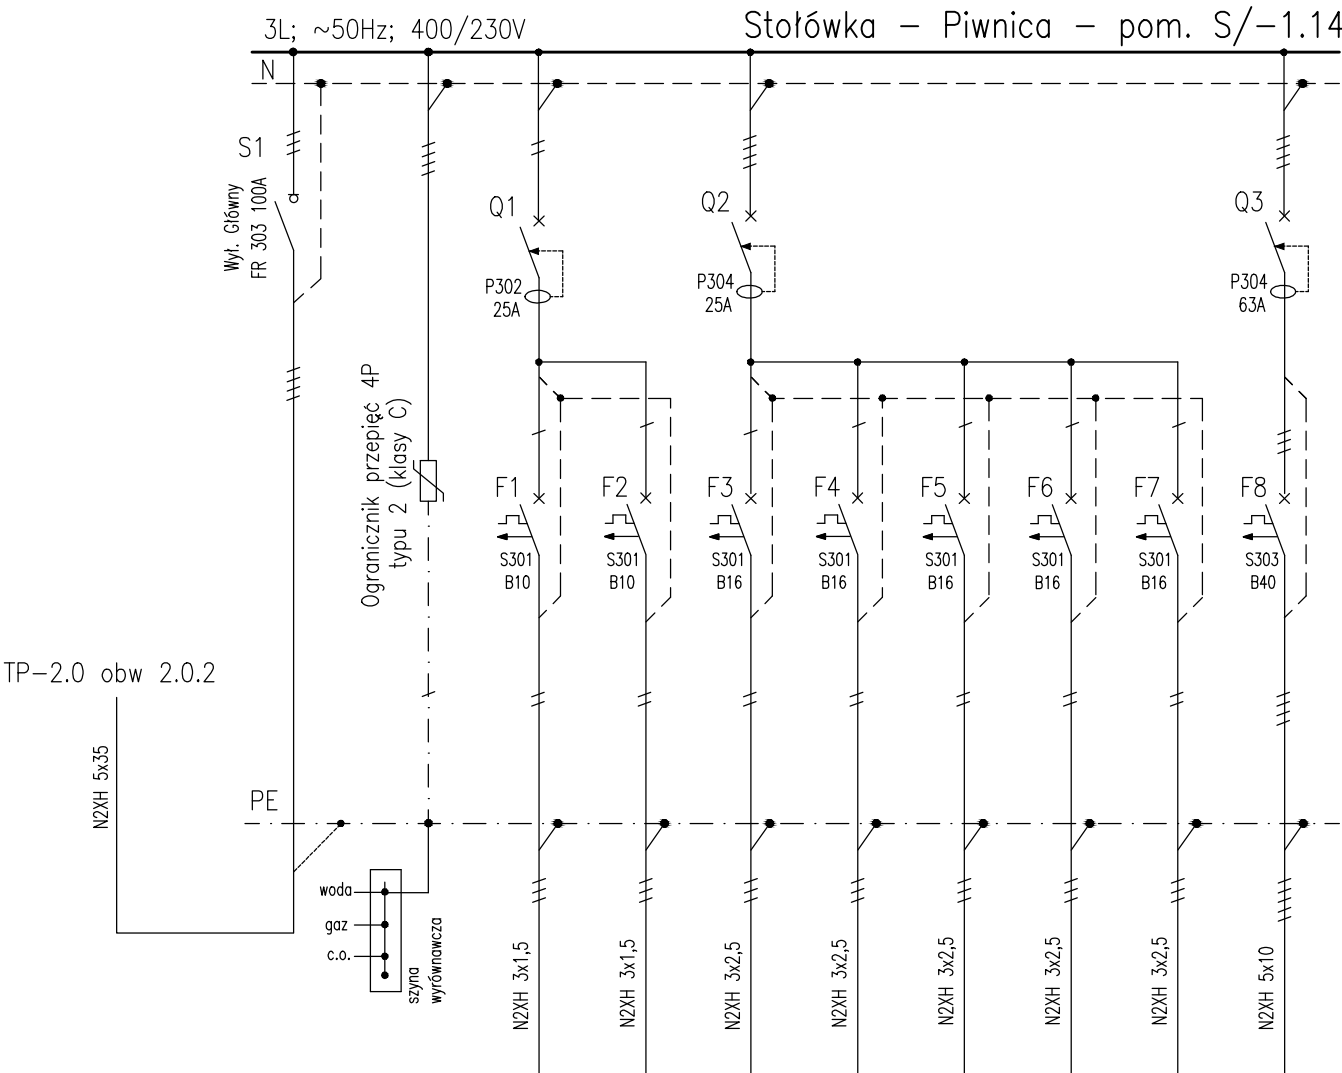 3L; ~50Hz; 400/230V
Stołówka – Piwnica – pom. S/–1.14
N
S1
Wył. Główny
FR 303 100A
Q1
P302
25A
Q2
P304
25A
Q3
P304
63A
Ogranicznik przepięć 4P
typu 2 (klasy C)
F1
S301
B10
F2
S301
B10
F3
S301
B16
F4
S301
B16
F5
S301
B16
F6
S301
B16
F7
S301
B16
F8
S303
B40
TP–2.0 obw 2.0.2
N2XH 5x35
PE
woda
gaz
c.o.
szyna
wyrównawcza
N2XH 3x1,5
N2XH 3x1,5
N2XH 3x2,5
N2XH 3x2,5
N2XH 3x2,5
N2XH 3x2,5
N2XH 3x2,5
N2XH 5x10